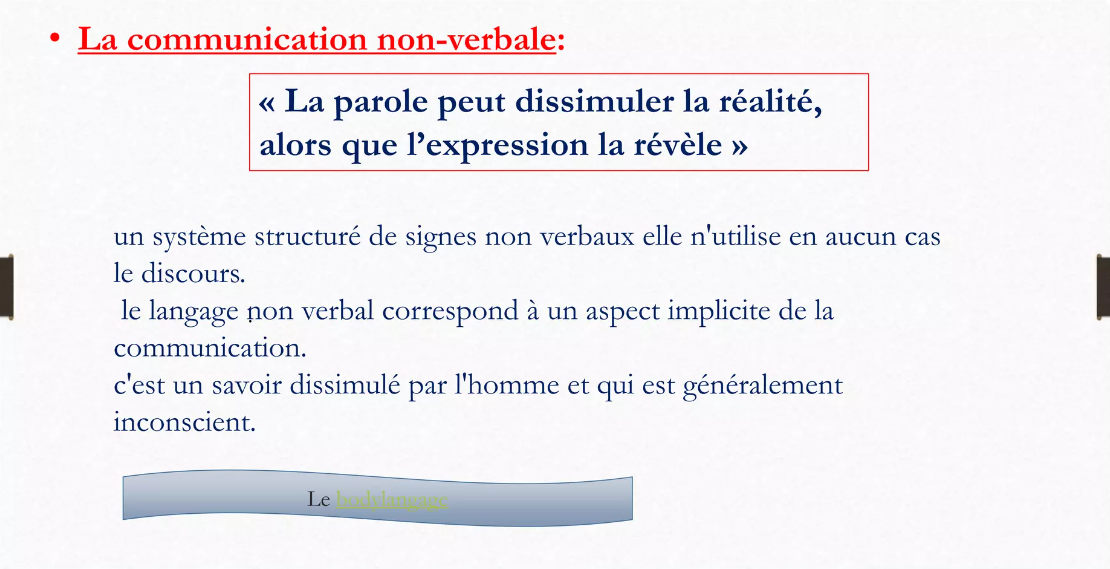 • La communication non-verbale:
« La parole peut dissimuler la réalité,
alors que l’expression la révèle »
un système structuré de signes non verbaux elle n'utilise en aucun cas
le discours.
le langage non verbal correspond à un aspect implicite de la
communication.
c'est un savoir dissimulé par l'homme et qui est généralement
inconscient.
Le bodylangage